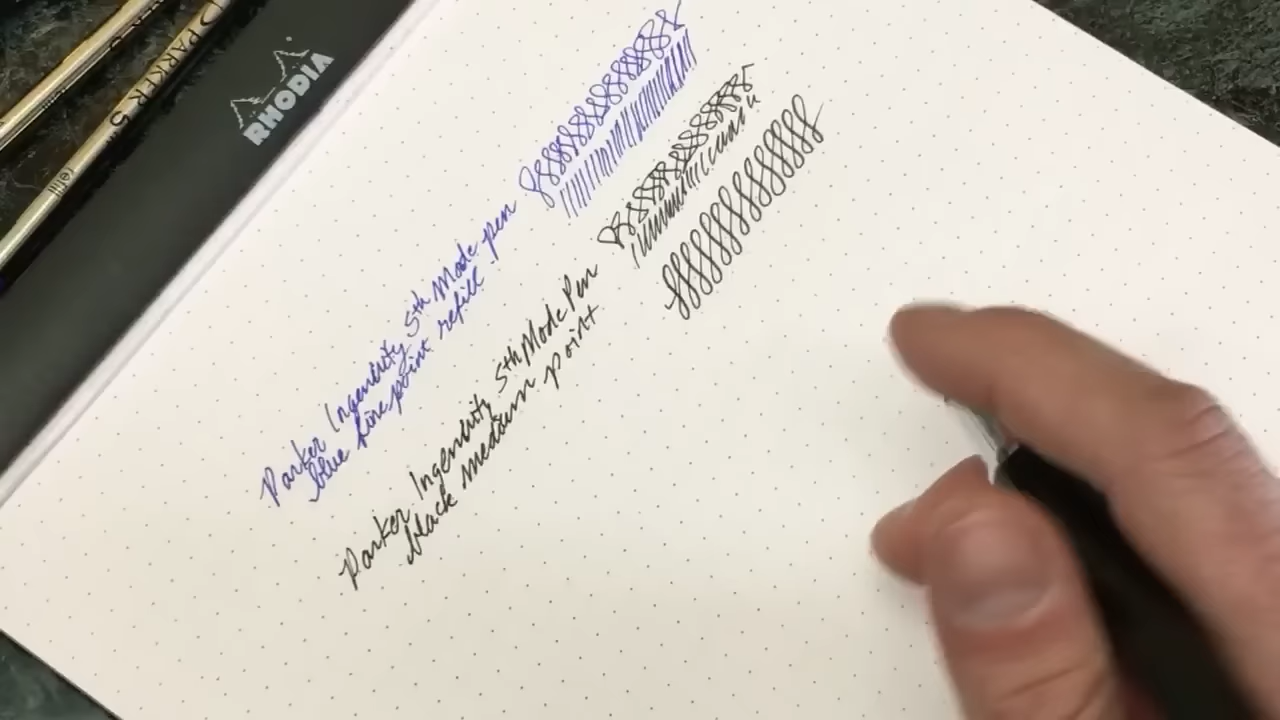 RHODIA
PARKER 5
refill
Parker Ingenuity 5th Mode pen
blue fine point refill.
Parker Ingenuity 5th Mode Pen
black medium point